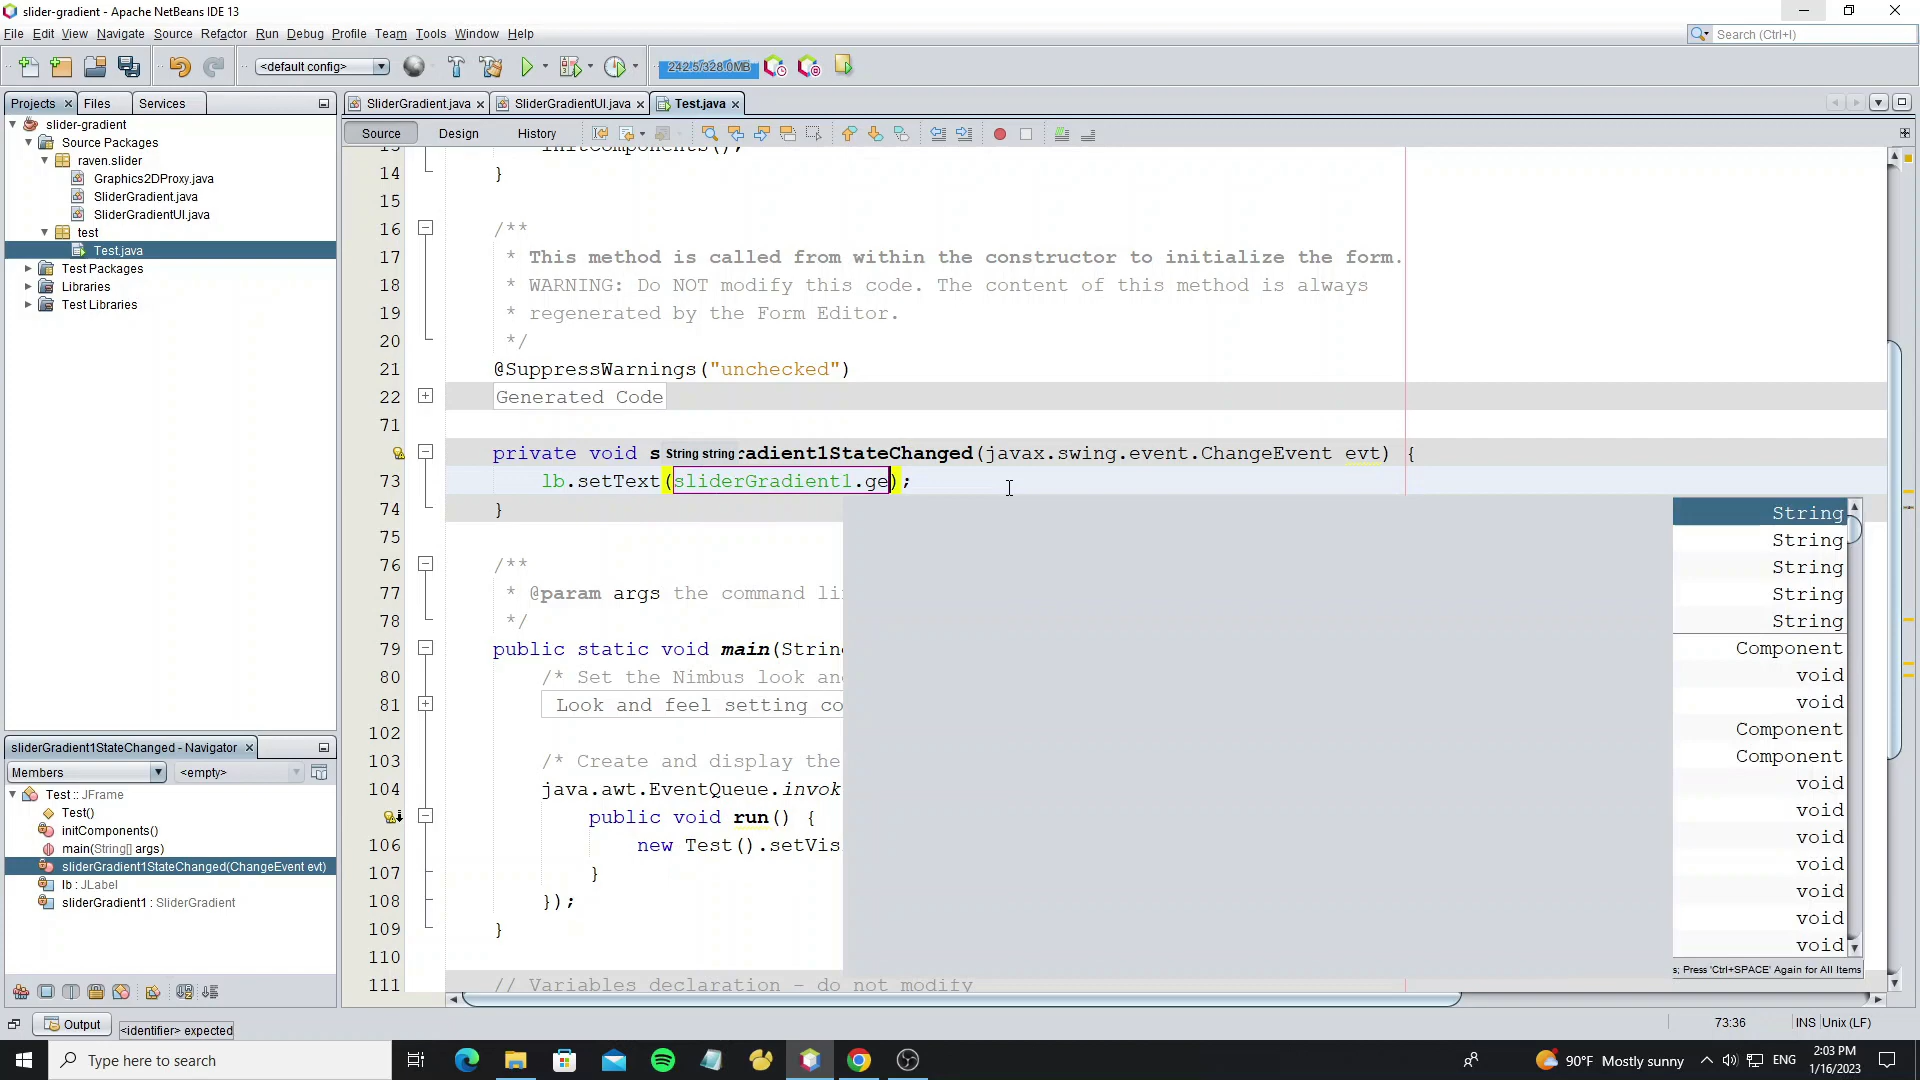 slider-gradient - Apache NetBeans IDE 13
File Edit View Navigate Source Refactor Run Debug Profile Team Tools Window Help
Search (Ctrl+I)
<default config>
242.5/328.0MB
Projects Files Services
SliderGradient.java SliderGradientUI.java Test.java
Source Design History
slider-gradient
Source Packages
raven.slider
Graphics2DProxy.java
SliderGradient.java
SliderGradientUI.java
test
Test.java
Test Packages
Libraries
Test Libraries
initComponents();
14 }
15
16 /**
17 * This method is called from within the constructor to initialize the form.
18 * WARNING: Do NOT modify this code. The content of this method is always
19 * regenerated by the Form Editor.
20 */
21 @SuppressWarnings("unchecked")
22 Generated Code
71
private void s String string radient1StateChanged(javax.swing.event.ChangeEvent evt) {
73 lb.setText(sliderGradient1.ge);
74 }
75
76 /**
77 * @param args the command li
78 */
79 public static void main(String
80 /* Set the Nimbus look an
81 Look and feel setting co
102
103 /* Create and display the
104 java.awt.EventQueue.invok
public void run() {
106 new Test().setVis
107 }
108 });
109 }
110
111 // Variables declaration - do not modify
String
String
String
String
String
Component
void
void
Component
Component
void
void
void
void
void
void
void
s; Press 'Ctrl+SPACE' Again for All Items
sliderGradient1StateChanged - Navigator
Members <empty>
Test :: JFrame
Test()
initComponents()
main(String[] args)
sliderGradient1StateChanged(ChangeEvent evt)
lb : JLabel
sliderGradient1 : SliderGradient
Output <identifier> expected
73:36 INS Unix (LF)
Type here to search
90°F Mostly sunny ENG
2:03 PM
1/16/2023